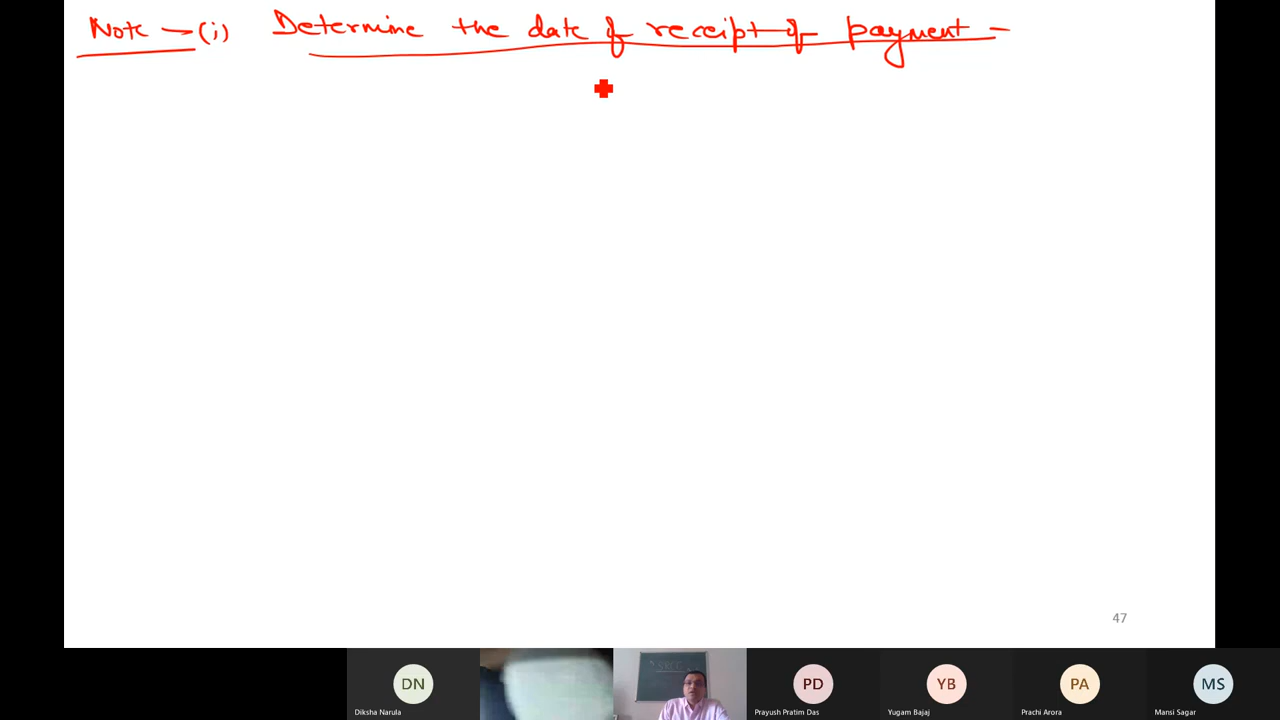 Note - (i) Determine the date of receipt of payment -
47
DN
PD
YB
PA
MS
Diksha Narula
Prayush Pratim Das
Yugam Bajaj
Prachi Arora
Mansi Sagar